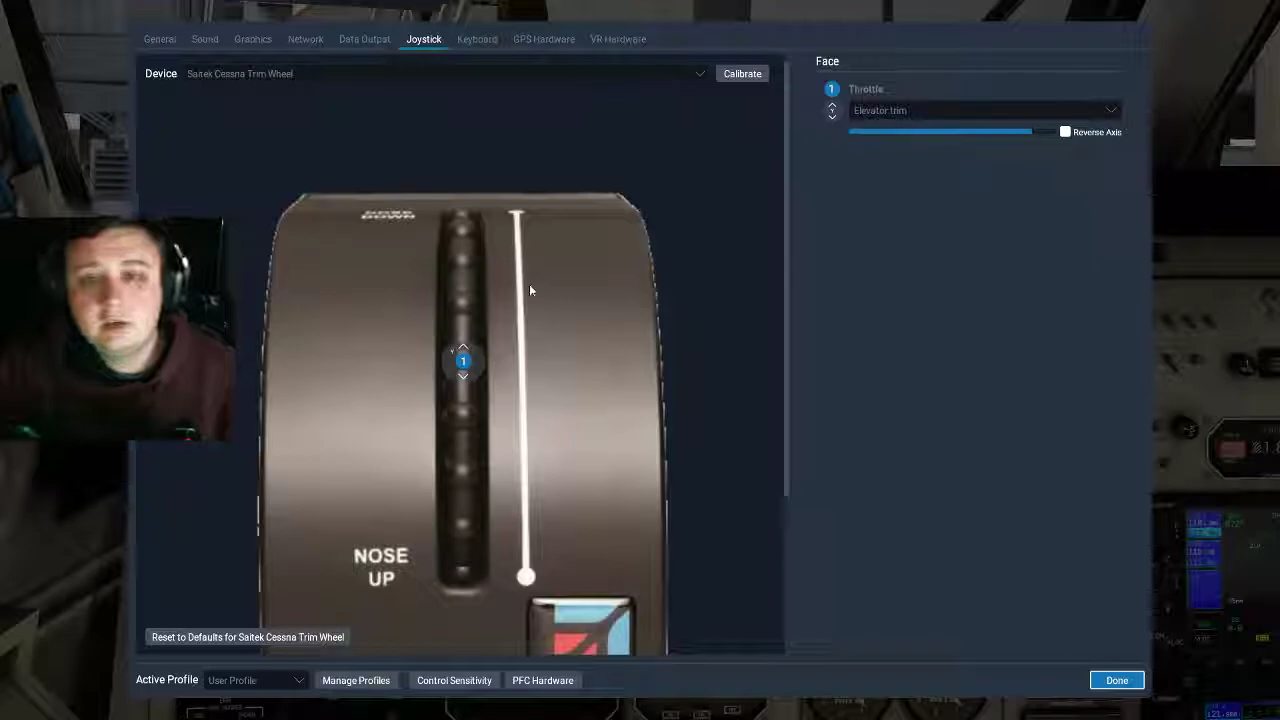 General Sound Graphics Network Data Output Joystick Keyboard GPS Hardware VR Hardware
Device Saitek Cessna Trim Wheel Calibrate
Face
1 Throttle
Y Elevator trim
Reverse Axis
NOSE
DOWN
1
NOSE
UP
Reset to Defaults for Saitek Cessna Trim Wheel
Active Profile User Profile Manage Profiles Control Sensitivity PFC Hardware Done